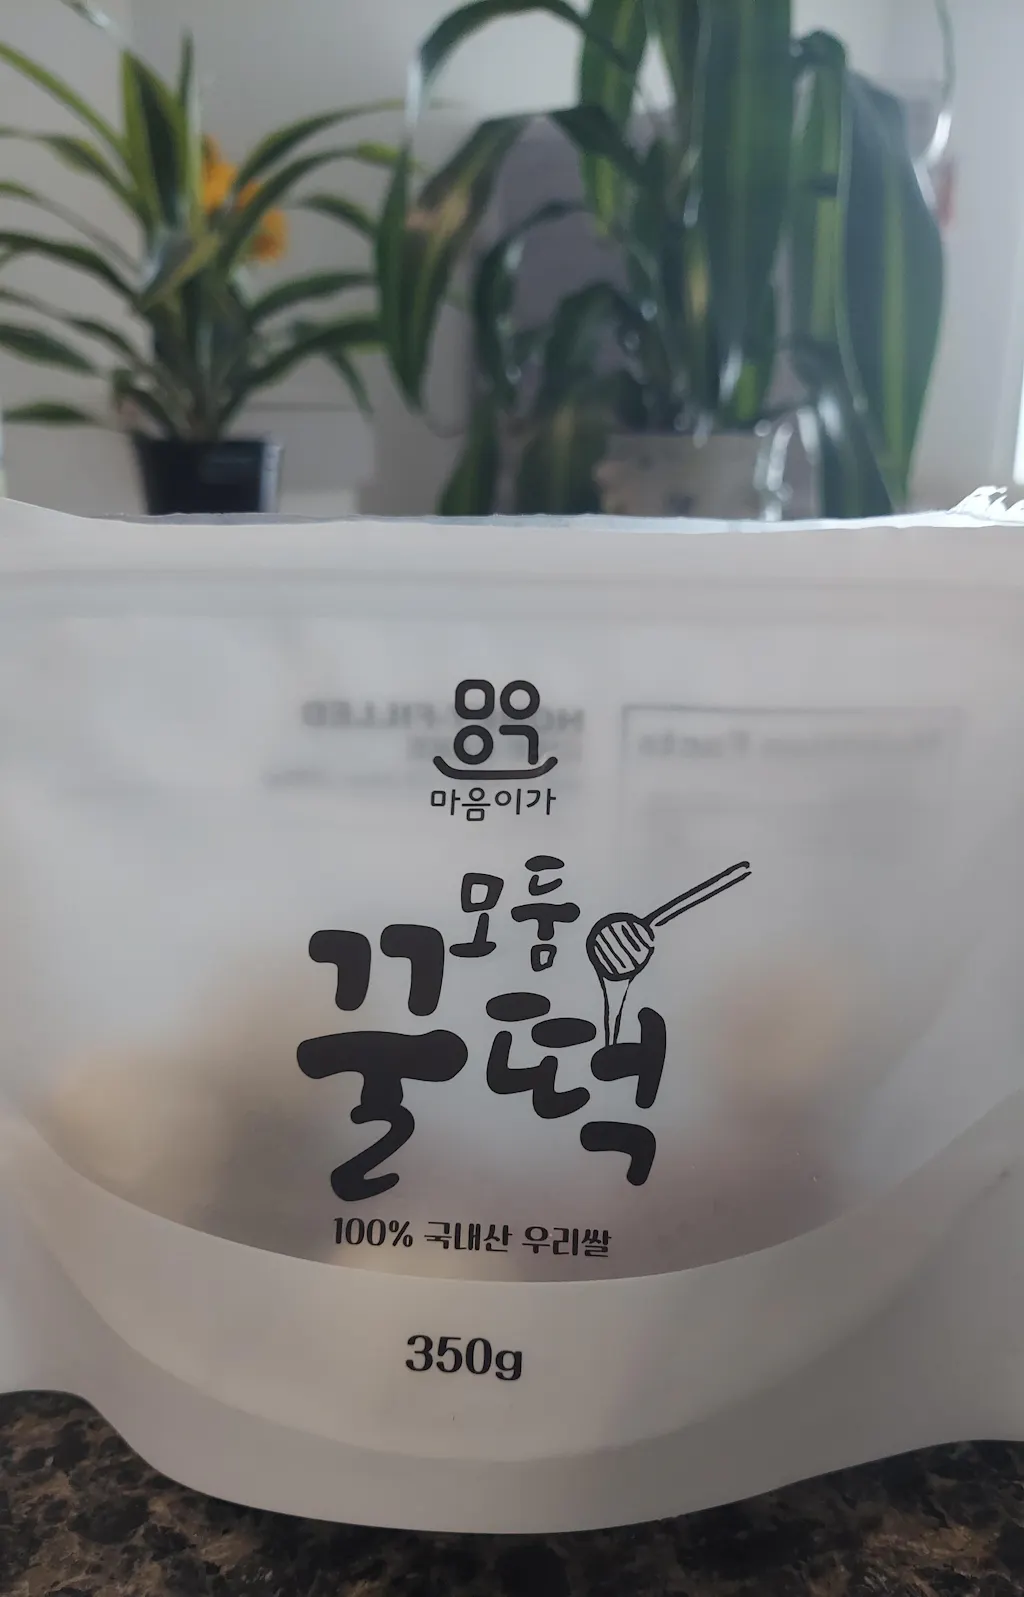 마음이가
모둠
꿀떡
100% 국내산 우리쌀
350g